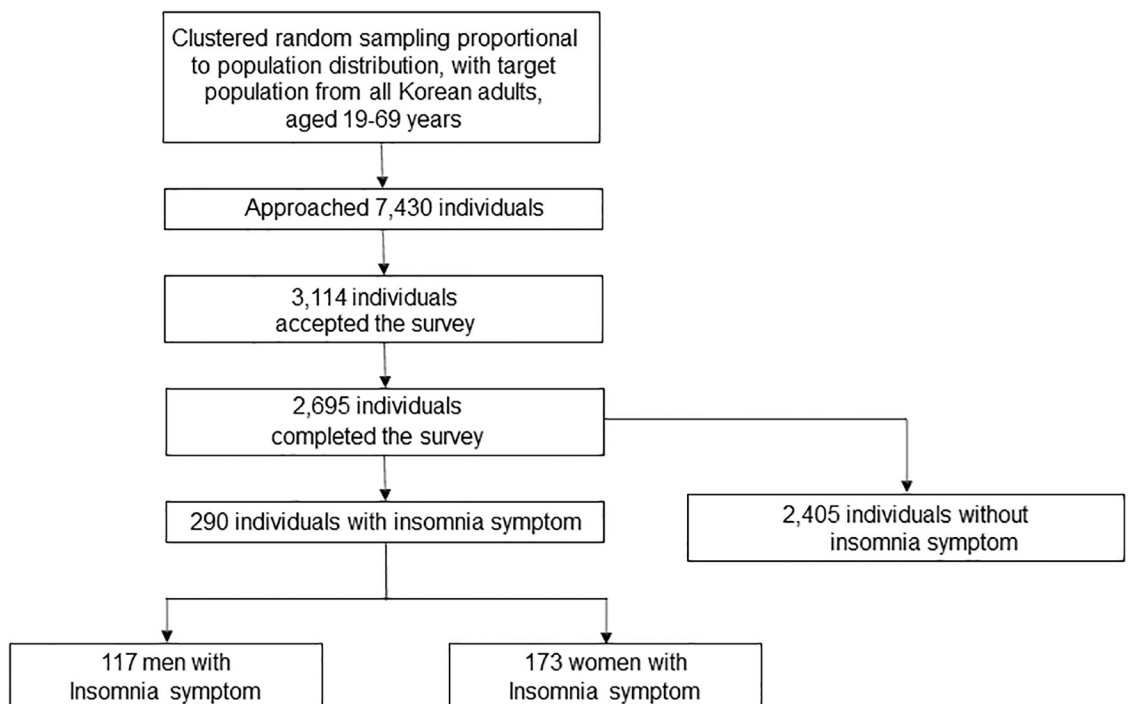 Clustered random sampling proportional
to population distribution, with target
population from all Korean adults,
aged 19-69 years
Approached 7,430 individuals
3,114 individuals
accepted the survey
2,695 individuals
completed the survey
290 individuals with insomnia symptom
2,405 individuals without
insomnia symptom
117 men with
Insomnia symptom
173 women with
Insomnia symptom